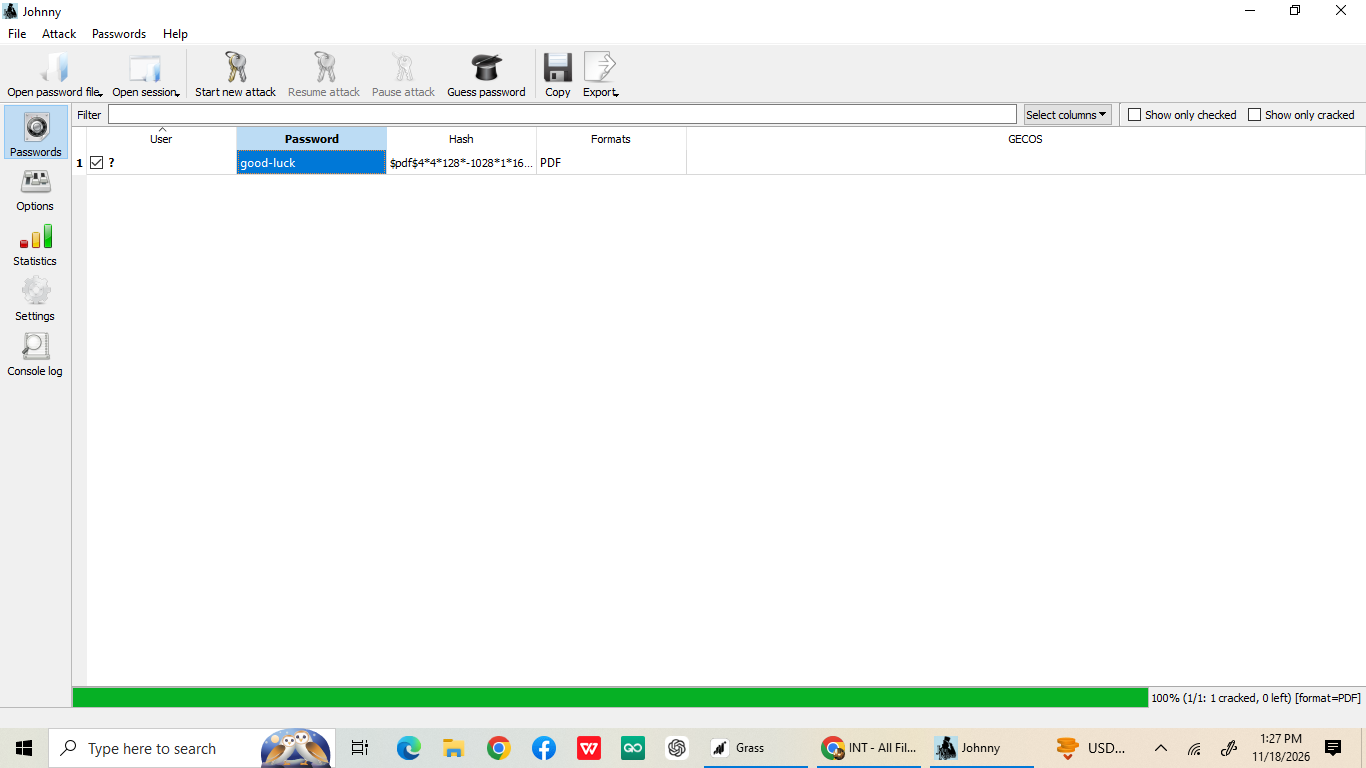 Johnny
File Attack Passwords Help
Open password file Open session Start new attack Resume attack Pause attack Guess password Copy Export
Filter Select columns Show only checked Show only cracked
User Password Hash Formats GECOS
1 ? good-luck $pdf$4*4*128*-1028*1*16... PDF
Passwords
Options
Statistics
Settings
Console log
100% (1/1: 1 cracked, 0 left) [format=PDF]
Type here to search Grass INT - All Fil... Johnny USD... 1:27 PM
11/18/2026